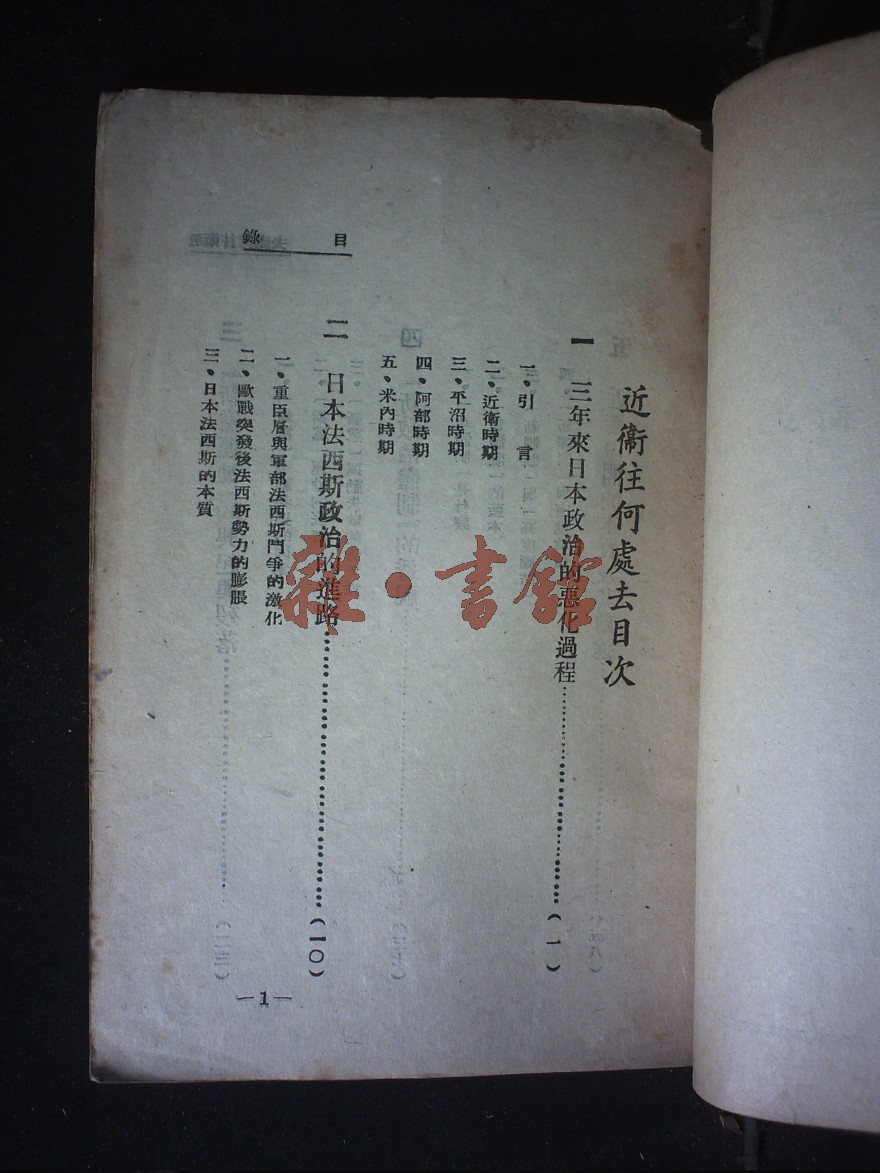 目錄
近衞往何處去目次
一 三年來日本政治的惡化過程……………………（一）
一、引言
二、近衞時期
三、平沼時期
四、阿部時期
五、米內時期
二 日本法西斯政治的進路……………………（一〇）
一、重臣層與軍部法西斯鬥爭的激化
二、歐戰突發後法西斯勢力的膨脹
三、日本法西斯的本質
—1—
雜·書館